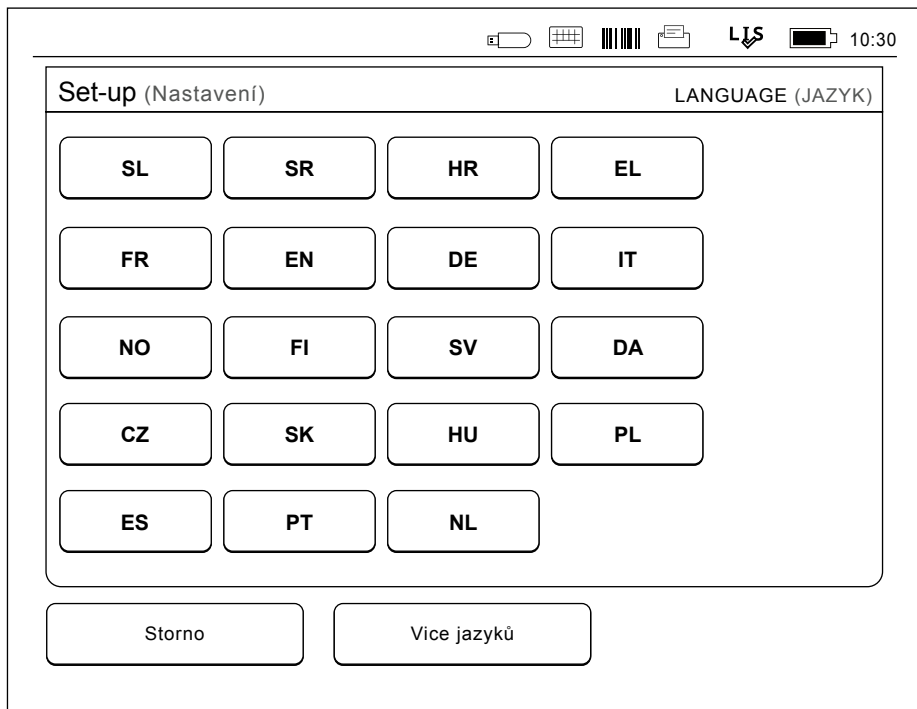 LIS 10:30
Set-up (Nastavení) LANGUAGE (JAZYK)
SL SR HR EL
FR EN DE IT
NO FI SV DA
CZ SK HU PL
ES PT NL
Storno Vice jazyků